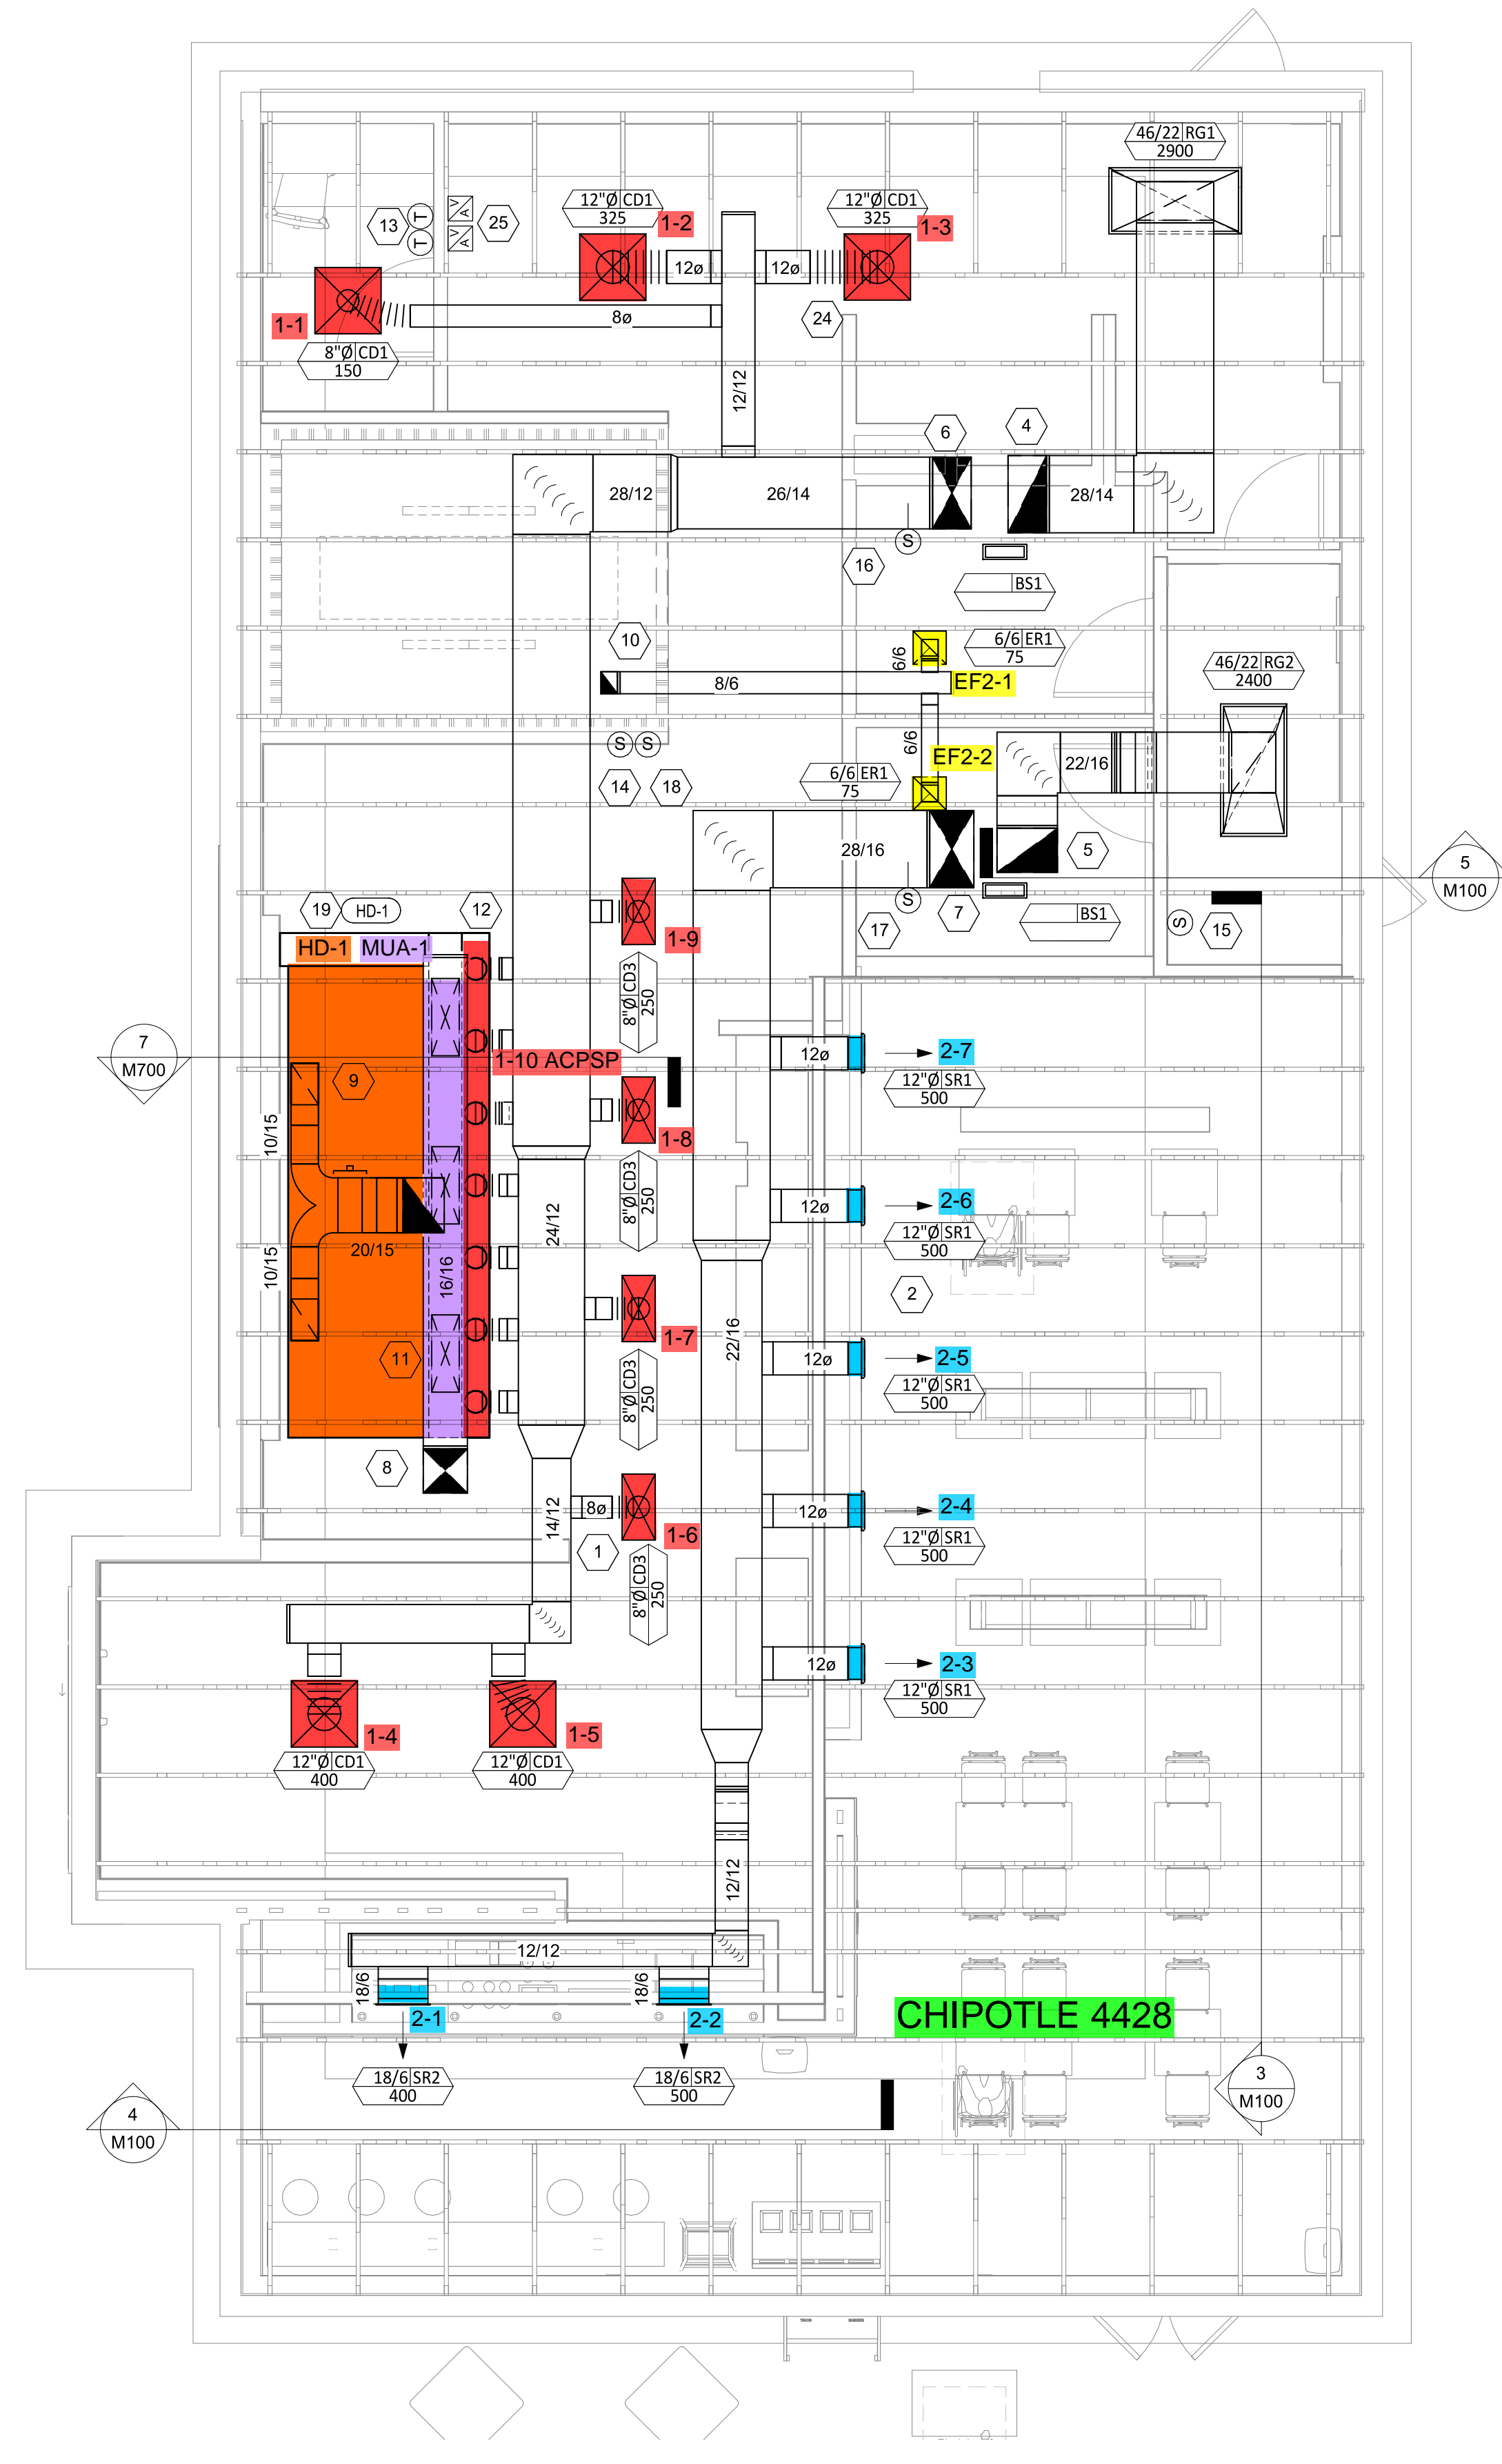 46/22 RG1
2900
12"Ø CD1
325
1-2
12"Ø CD1
325
1-3
13
T
T
V
A
V
A
25
12ø
12ø
24
1-1
8ø
8"Ø CD1
150
12/12
6
4
28/12
26/14
28/14
S
16
BS1
10
6/6
6/6 ER1
75
46/22 RG2
2400
8/6
EF2-1
S
S
6/6
EF2-2
22/16
14
18
6/6 ER1
75
28/16
5
5
M100
19
HD-1
12
S
7
BS1
17
S
15
HD-1
MUA-1
1-9
8"Ø CD3
250
7
M700
9
1-10 ACPSP
12ø
2-7
12"Ø SR1
500
10/15
1-8
8"Ø CD3
250
12ø
2-6
12"Ø SR1
500
24/12
20/15
10/15
16/16
2
11
1-7
22/16
12ø
2-5
12"Ø SR1
500
8"Ø CD3
250
8
14/12
8ø
1-6
12ø
2-4
12"Ø SR1
500
1
8"Ø CD3
250
12ø
2-3
12"Ø SR1
500
1-4
1-5
12"Ø CD1
400
12"Ø CD1
400
12/12
12/12
18/6
18/6
2-1
2-2
CHIPOTLE 4428
18/6 SR2
400
18/6 SR2
500
3
M100
4
M100